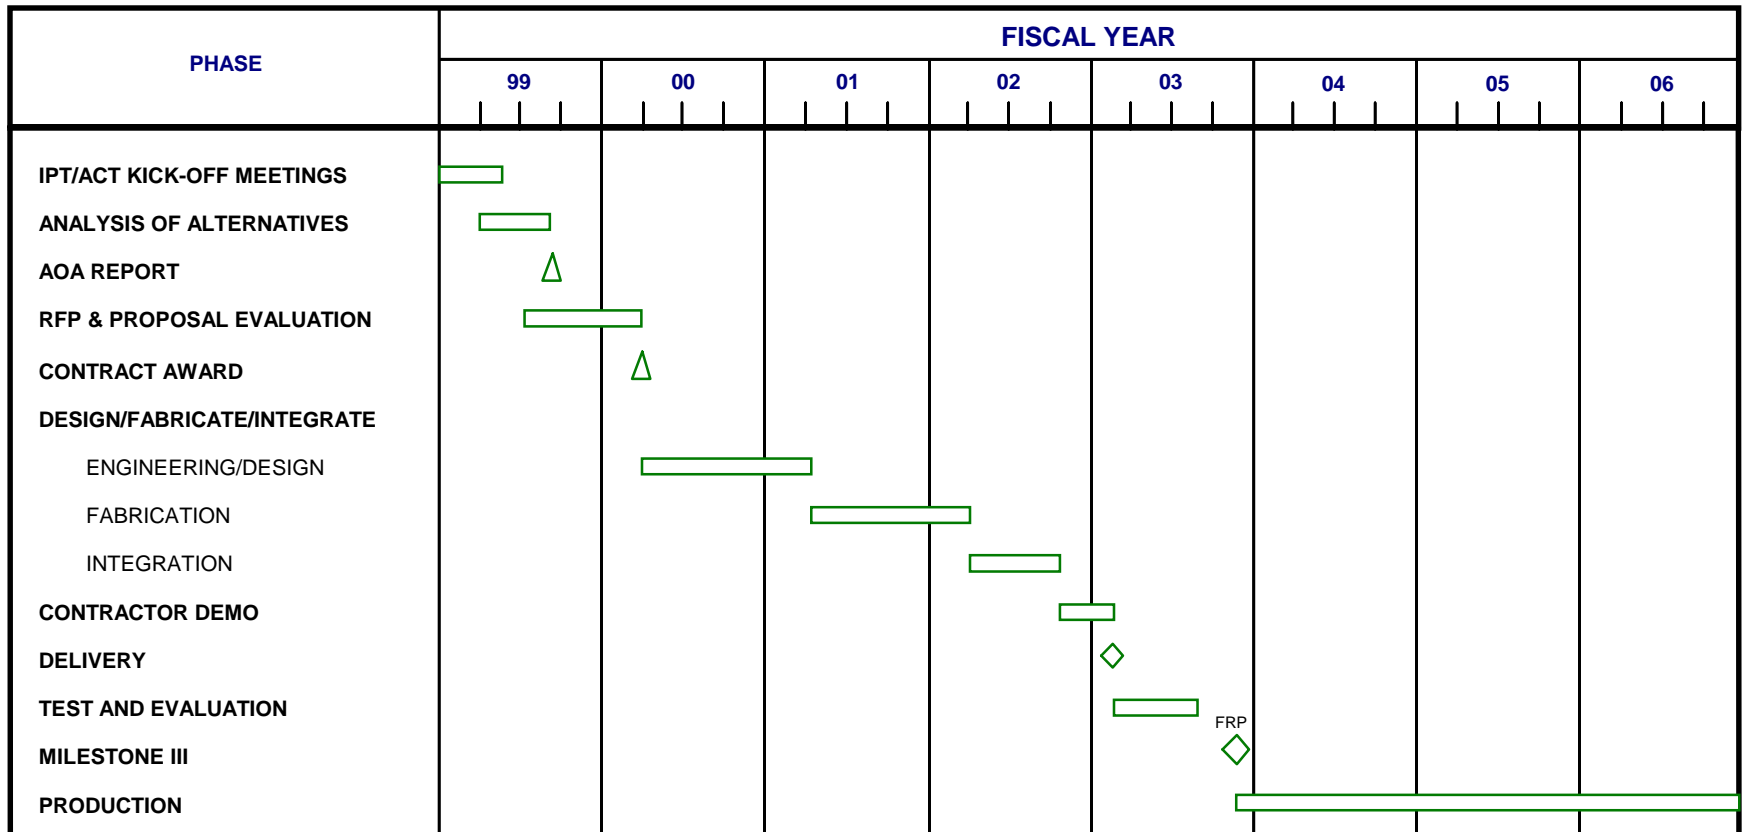 FISCAL YEAR
PHASE
99 00 01 02 03 04 05 06
IPT/ACT KICK-OFF MEETINGS
ANALYSIS OF ALTERNATIVES
AOA REPORT
RFP & PROPOSAL EVALUATION
CONTRACT AWARD
DESIGN/FABRICATE/INTEGRATE
ENGINEERING/DESIGN
FABRICATION
INTEGRATION
CONTRACTOR DEMO
DELIVERY
TEST AND EVALUATION
FRP
MILESTONE III
PRODUCTION